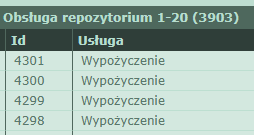 Obsługa repozytorium 1-20 (3903)
Id Usługa
4301 Wypożyczenie
4300 Wypożyczenie
4299 Wypożyczenie
4298 Wypożyczenie